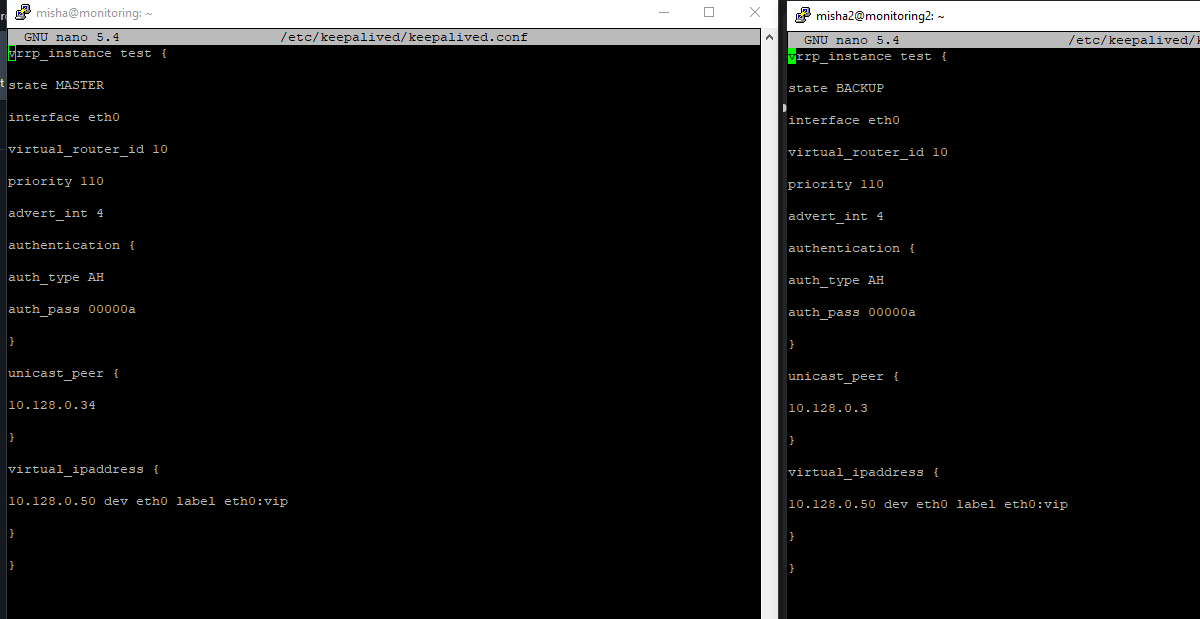 misha@monitoring: ~
GNU nano 5.4 /etc/keepalived/keepalived.conf
vrrp_instance test {
state MASTER
interface eth0
virtual_router_id 10
priority 110
advert_int 4
authentication {
auth_type AH
auth_pass 00000a
}
unicast_peer {
10.128.0.34
}
virtual_ipaddress {
10.128.0.50 dev eth0 label eth0:vip
}
}
misha2@monitoring2: ~
GNU nano 5.4 /etc/keepalived/k
vrrp_instance test {
state BACKUP
interface eth0
virtual_router_id 10
priority 110
advert_int 4
authentication {
auth_type AH
auth_pass 00000a
}
unicast_peer {
10.128.0.3
}
virtual_ipaddress {
10.128.0.50 dev eth0 label eth0:vip
}
}